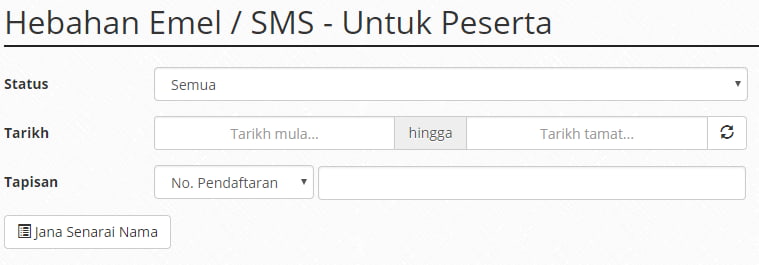 Hebahan Emel / SMS - Untuk Peserta
Status Semua
Tarikh Tarikh mula... hingga Tarikh tamat...
Tapisan No. Pendaftaran
Jana Senarai Nama